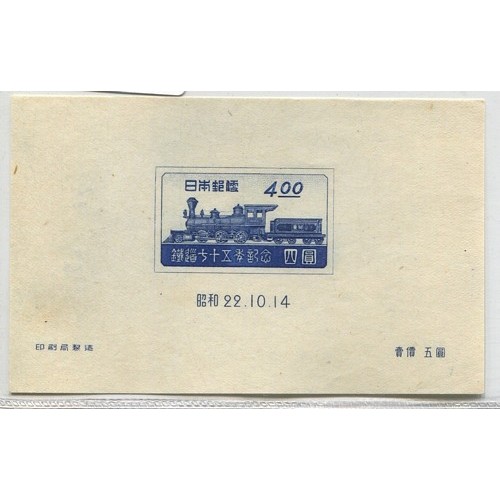 日本郵便 4.00
鐵道七十五年記念 四圓
昭和 22.10.14
印刷局製造
賣價 五圓